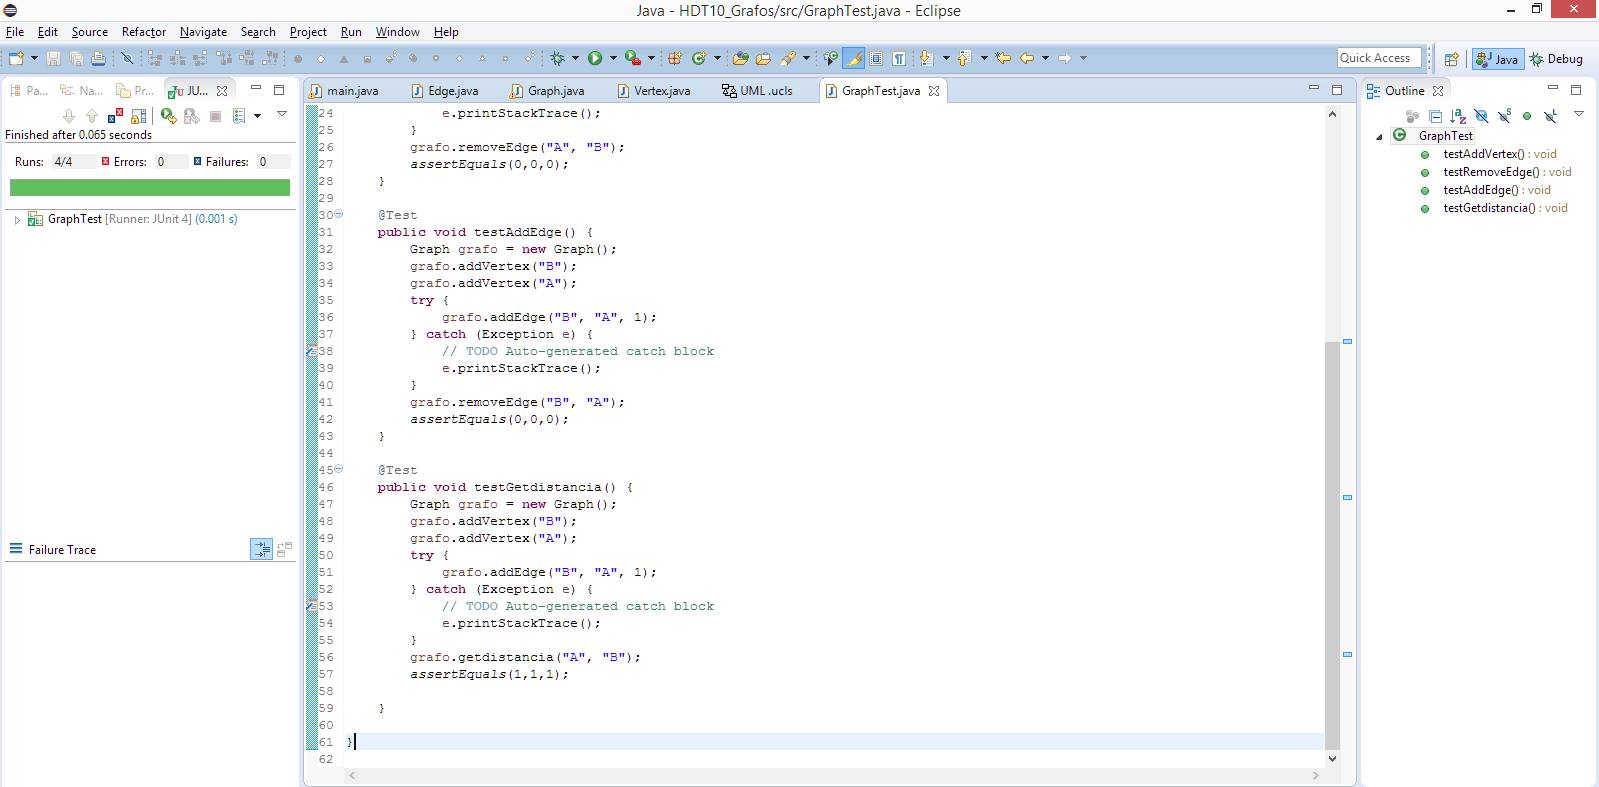 Java - HDT10_Grafos/src/GraphTest.java - Eclipse
File Edit Source Refactor Navigate Search Project Run Window Help
Quick Access
Java
Debug
Pa...
Na...
Pr...
JU...
Finished after 0.065 seconds
Runs: 4/4 Errors: 0 Failures: 0
GraphTest [Runner: JUnit 4] (0.001 s)
Failure Trace
main.java Edge.java Graph.java Vertex.java UML .ucls GraphTest.java
24 e.printStackTrace();
25 }
26 grafo.removeEdge("A", "B");
27 assertEquals(0,0,0);
28 }
29
30 @Test
31 public void testAddEdge() {
32 Graph grafo = new Graph();
33 grafo.addVertex("B");
34 grafo.addVertex("A");
35 try {
36 grafo.addEdge("B", "A", 1);
37 } catch (Exception e) {
38 // TODO Auto-generated catch block
39 e.printStackTrace();
40 }
41 grafo.removeEdge("B", "A");
42 assertEquals(0,0,0);
43 }
44
45 @Test
46 public void testGetdistancia() {
47 Graph grafo = new Graph();
48 grafo.addVertex("B");
49 grafo.addVertex("A");
50 try {
51 grafo.addEdge("B", "A", 1);
52 } catch (Exception e) {
53 // TODO Auto-generated catch block
54 e.printStackTrace();
55 }
56 grafo.getdistancia("A", "B");
57 assertEquals(1,1,1);
58
59 }
60
61 }
62
Outline
GraphTest
testAddVertex() : void
testRemoveEdge() : void
testAddEdge() : void
testGetdistancia() : void